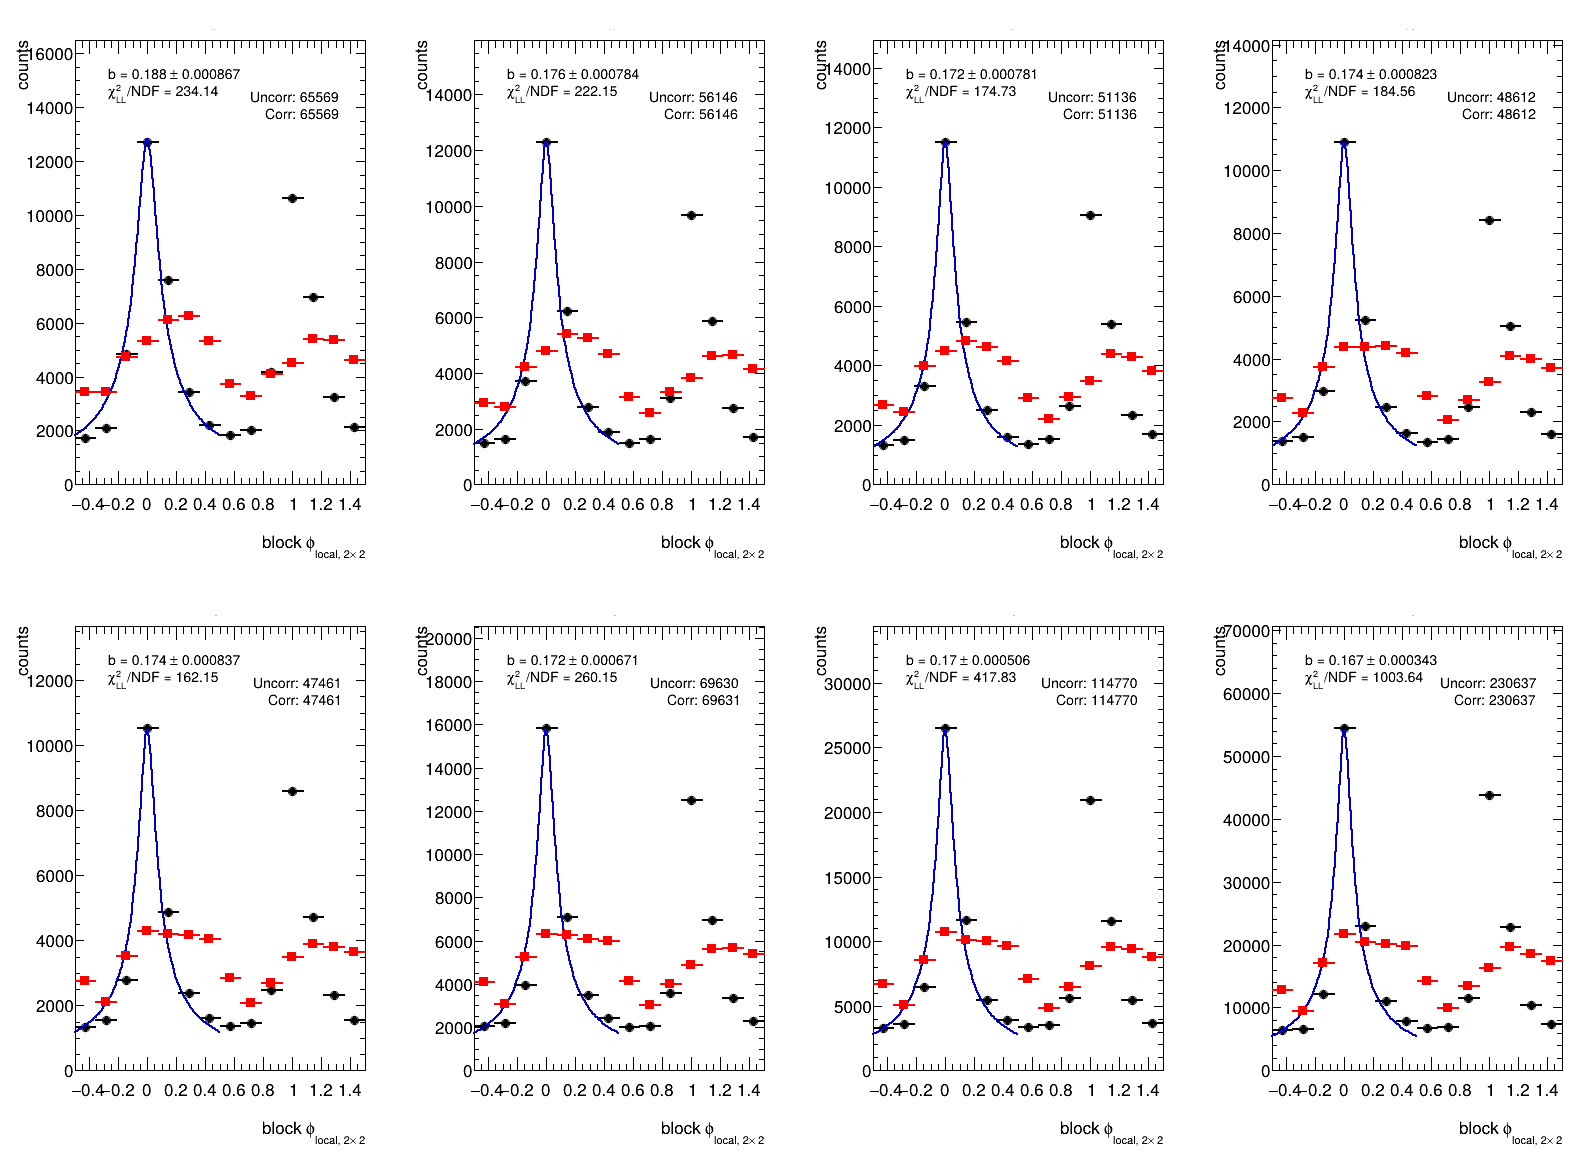 counts
b = 0.188 ± 0.000867
χ²LL/NDF = 234.14
Uncorr: 65569
Corr: 65569
16000
14000
12000
10000
8000
6000
4000
2000
0
−0.4 −0.2 0 0.2 0.4 0.6 0.8 1 1.2 1.4
block ϕlocal, 2×2
counts
b = 0.176 ± 0.000784
χ²LL/NDF = 222.15
Uncorr: 56146
Corr: 56146
14000
12000
10000
8000
6000
4000
2000
0
−0.4 −0.2 0 0.2 0.4 0.6 0.8 1 1.2 1.4
block ϕlocal, 2×2
counts
b = 0.172 ± 0.000781
χ²LL/NDF = 174.73
Uncorr: 51136
Corr: 51136
14000
12000
10000
8000
6000
4000
2000
0
−0.4 −0.2 0 0.2 0.4 0.6 0.8 1 1.2 1.4
block ϕlocal, 2×2
counts
b = 0.174 ± 0.000823
χ²LL/NDF = 184.56
Uncorr: 48612
Corr: 48612
14000
12000
10000
8000
6000
4000
2000
0
−0.4 −0.2 0 0.2 0.4 0.6 0.8 1 1.2 1.4
block ϕlocal, 2×2
counts
b = 0.174 ± 0.000837
χ²LL/NDF = 162.15
Uncorr: 47461
Corr: 47461
12000
10000
8000
6000
4000
2000
0
−0.4 −0.2 0 0.2 0.4 0.6 0.8 1 1.2 1.4
block ϕlocal, 2×2
counts
b = 0.172 ± 0.000671
χ²LL/NDF = 260.15
Uncorr: 69630
Corr: 69631
20000
18000
16000
14000
12000
10000
8000
6000
4000
2000
0
−0.4 −0.2 0 0.2 0.4 0.6 0.8 1 1.2 1.4
block ϕlocal, 2×2
counts
b = 0.17 ± 0.000506
χ²LL/NDF = 417.83
Uncorr: 114770
Corr: 114770
30000
25000
20000
15000
10000
5000
0
−0.4 −0.2 0 0.2 0.4 0.6 0.8 1 1.2 1.4
block ϕlocal, 2×2
counts
b = 0.167 ± 0.000343
χ²LL/NDF = 1003.64
Uncorr: 230637
Corr: 230637
70000
60000
50000
40000
30000
20000
10000
0
−0.4 −0.2 0 0.2 0.4 0.6 0.8 1 1.2 1.4
block ϕlocal, 2×2